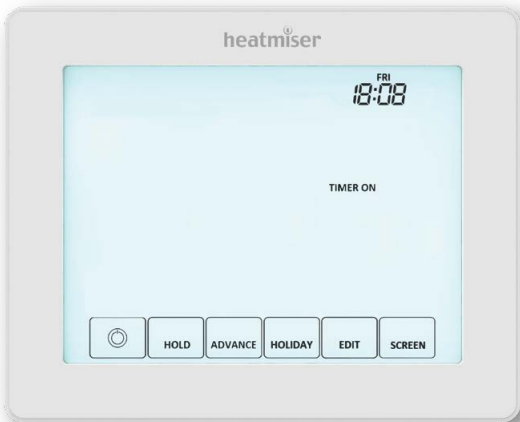 heatmiser
FRI
18:08
TIMER ON
HOLD ADVANCE HOLIDAY EDIT SCREEN